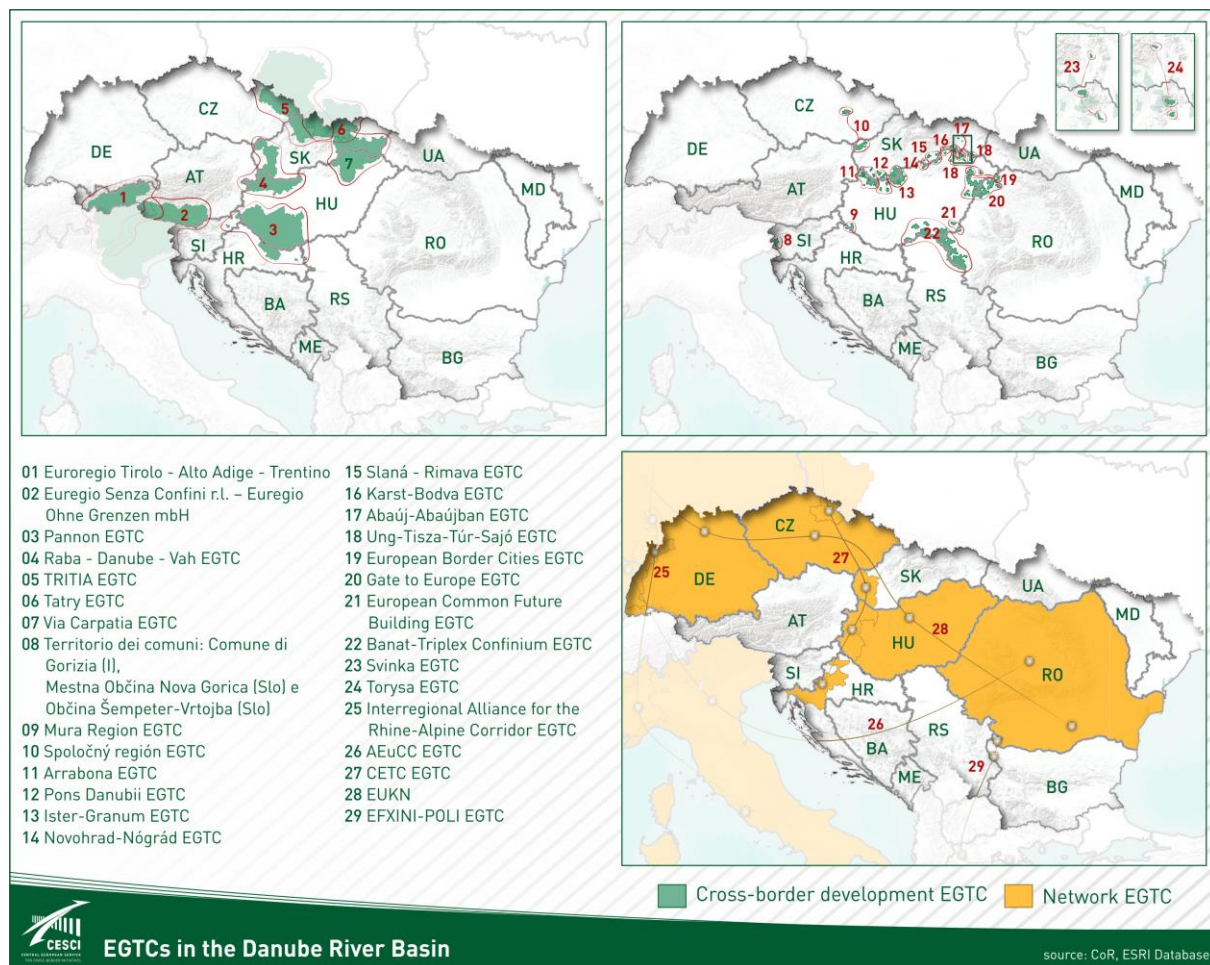 CZ
5
6
DE
SK
7
UA
1
AT
4
MD
2
HU
3
SI
RO
HR
BA
RS
ME
BG
23
24
CZ
10
17
16
SK
15
18
DE
UA
11
12
14
18
19
MD
AT
13
20
9
HU
21
8
SI
22
RO
HR
BA
RS
ME
BG
01 Euroregio Tirolo - Alto Adige - Trentino
02 Euregio Senza Confini r.l. – Euregio
Ohne Grenzen mbH
03 Pannon EGTC
04 Raba - Danube - Vah EGTC
05 TRITIA EGTC
06 Tatry EGTC
07 Via Carpatia EGTC
08 Territorio dei comuni: Comune di
Gorizia (I),
Mestna Občina Nova Gorica (Slo) e
Občina Šempeter-Vrtojba (Slo)
09 Mura Region EGTC
10 Spoločný región EGTC
11 Arrabona EGTC
12 Pons Danubii EGTC
13 Ister-Granum EGTC
14 Novohrad-Nógrád EGTC
15 Slaná - Rimava EGTC
16 Karst-Bodva EGTC
17 Abaúj-Abaújban EGTC
18 Ung-Tisza-Túr-Sajó EGTC
19 European Border Cities EGTC
20 Gate to Europe EGTC
21 European Common Future
Building EGTC
22 Banat-Triplex Confinium EGTC
23 Svinka EGTC
24 Torysa EGTC
25 Interregional Alliance for the
Rhine-Alpine Corridor EGTC
26 AEuCC EGTC
27 CETC EGTC
28 EUKN
29 EFXINI-POLI EGTC
CZ
25
27
DE
SK
UA
AT
MD
HU
28
SI
RO
HR
26
RS
BA
29
ME
BG
Cross-border development EGTC
Network EGTC
CESCI
CENTRAL EUROPEAN SERVICE
FOR CROSS-BORDER INITIATIVES
EGTCs in the Danube River Basin
source: CoR, ESRI Database